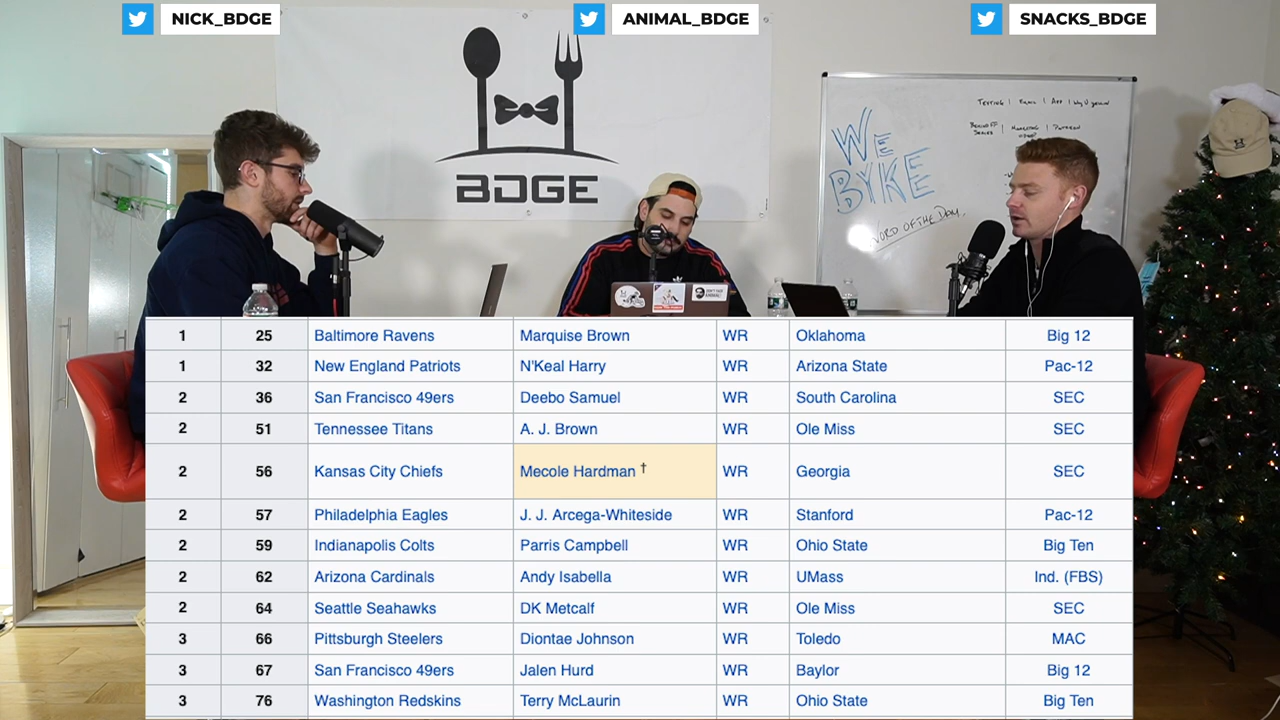 NICK_BDGE
ANIMAL_BDGE
SNACKS_BDGE
BDGE
TESTING | EMAIL | APP |
WE
BYKE
WORD OF THE DAY
1 25 Baltimore Ravens Marquise Brown WR Oklahoma Big 12
1 32 New England Patriots N'Keal Harry WR Arizona State Pac-12
2 36 San Francisco 49ers Deebo Samuel WR South Carolina SEC
2 51 Tennessee Titans A. J. Brown WR Ole Miss SEC
2 56 Kansas City Chiefs Mecole Hardman † WR Georgia SEC
2 57 Philadelphia Eagles J. J. Arcega-Whiteside WR Stanford Pac-12
2 59 Indianapolis Colts Parris Campbell WR Ohio State Big Ten
2 62 Arizona Cardinals Andy Isabella WR UMass Ind. (FBS)
2 64 Seattle Seahawks DK Metcalf WR Ole Miss SEC
3 66 Pittsburgh Steelers Diontae Johnson WR Toledo MAC
3 67 San Francisco 49ers Jalen Hurd WR Baylor Big 12
3 76 Washington Redskins Terry McLaurin WR Ohio State Big Ten